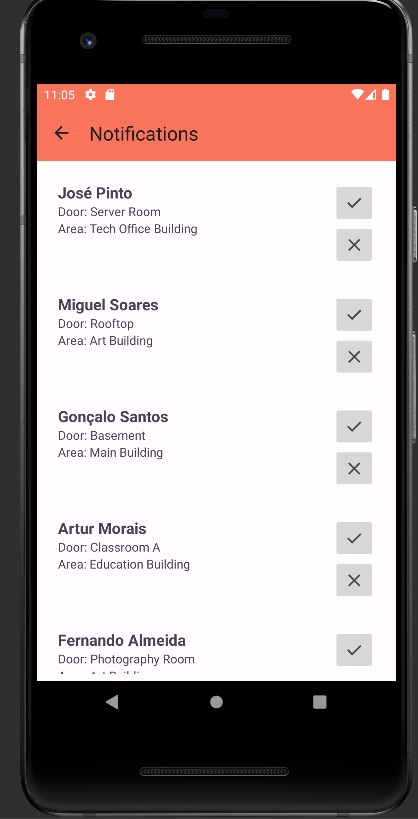 11:05
Notifications
José Pinto
Door: Server Room
Area: Tech Office Building
Miguel Soares
Door: Rooftop
Area: Art Building
Gonçalo Santos
Door: Basement
Area: Main Building
Artur Morais
Door: Classroom A
Area: Education Building
Fernando Almeida
Door: Photography Room